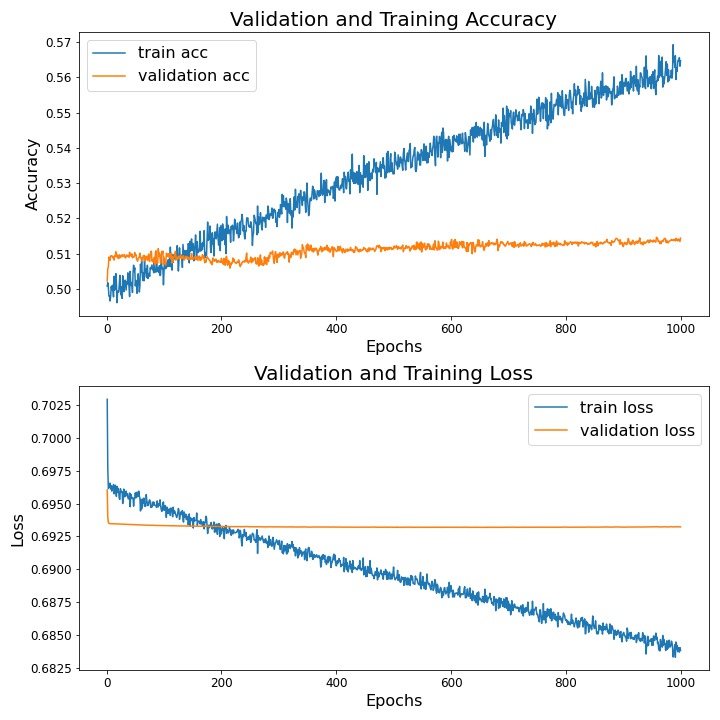 Validation and Training Accuracy
0.57
0.56
0.55
0.54
0.53
0.52
0.51
0.50
Accuracy
train acc
validation acc
0 200 400 600 800 1000
Epochs
Validation and Training Loss
0.7025
0.7000
0.6975
0.6950
0.6925
0.6900
0.6875
0.6850
0.6825
Loss
train loss
validation loss
0 200 400 600 800 1000
Epochs